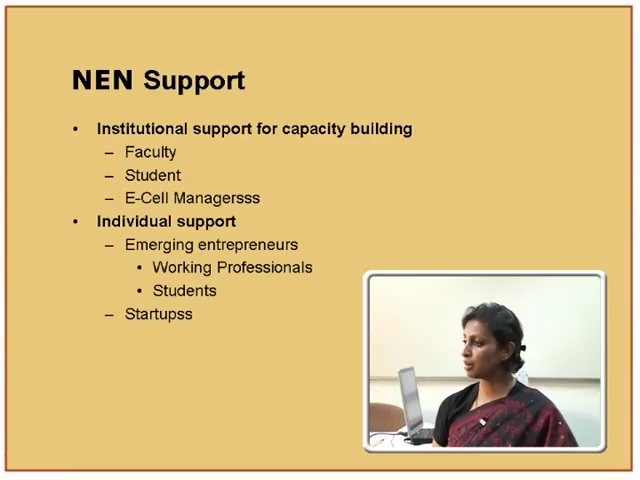 NEN Support
• Institutional support for capacity building
– Faculty
– Student
– E-Cell Managersss
• Individual support
– Emerging entrepreneurs
• Working Professionals
• Students
– Startupss